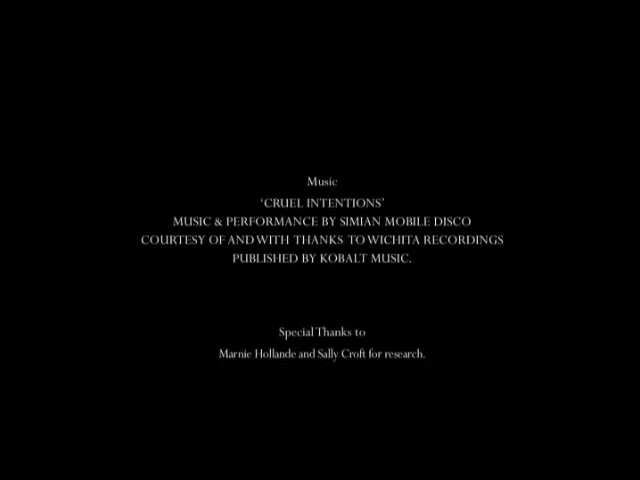 Music
‘CRUEL INTENTIONS’
MUSIC & PERFORMANCE BY SIMIAN MOBILE DISCO
COURTESY OF AND WITH THANKS TO WICHITA RECORDINGS
PUBLISHED BY KOBALT MUSIC.
Special Thanks to
Marnie Hollande and Sally Croft for research.